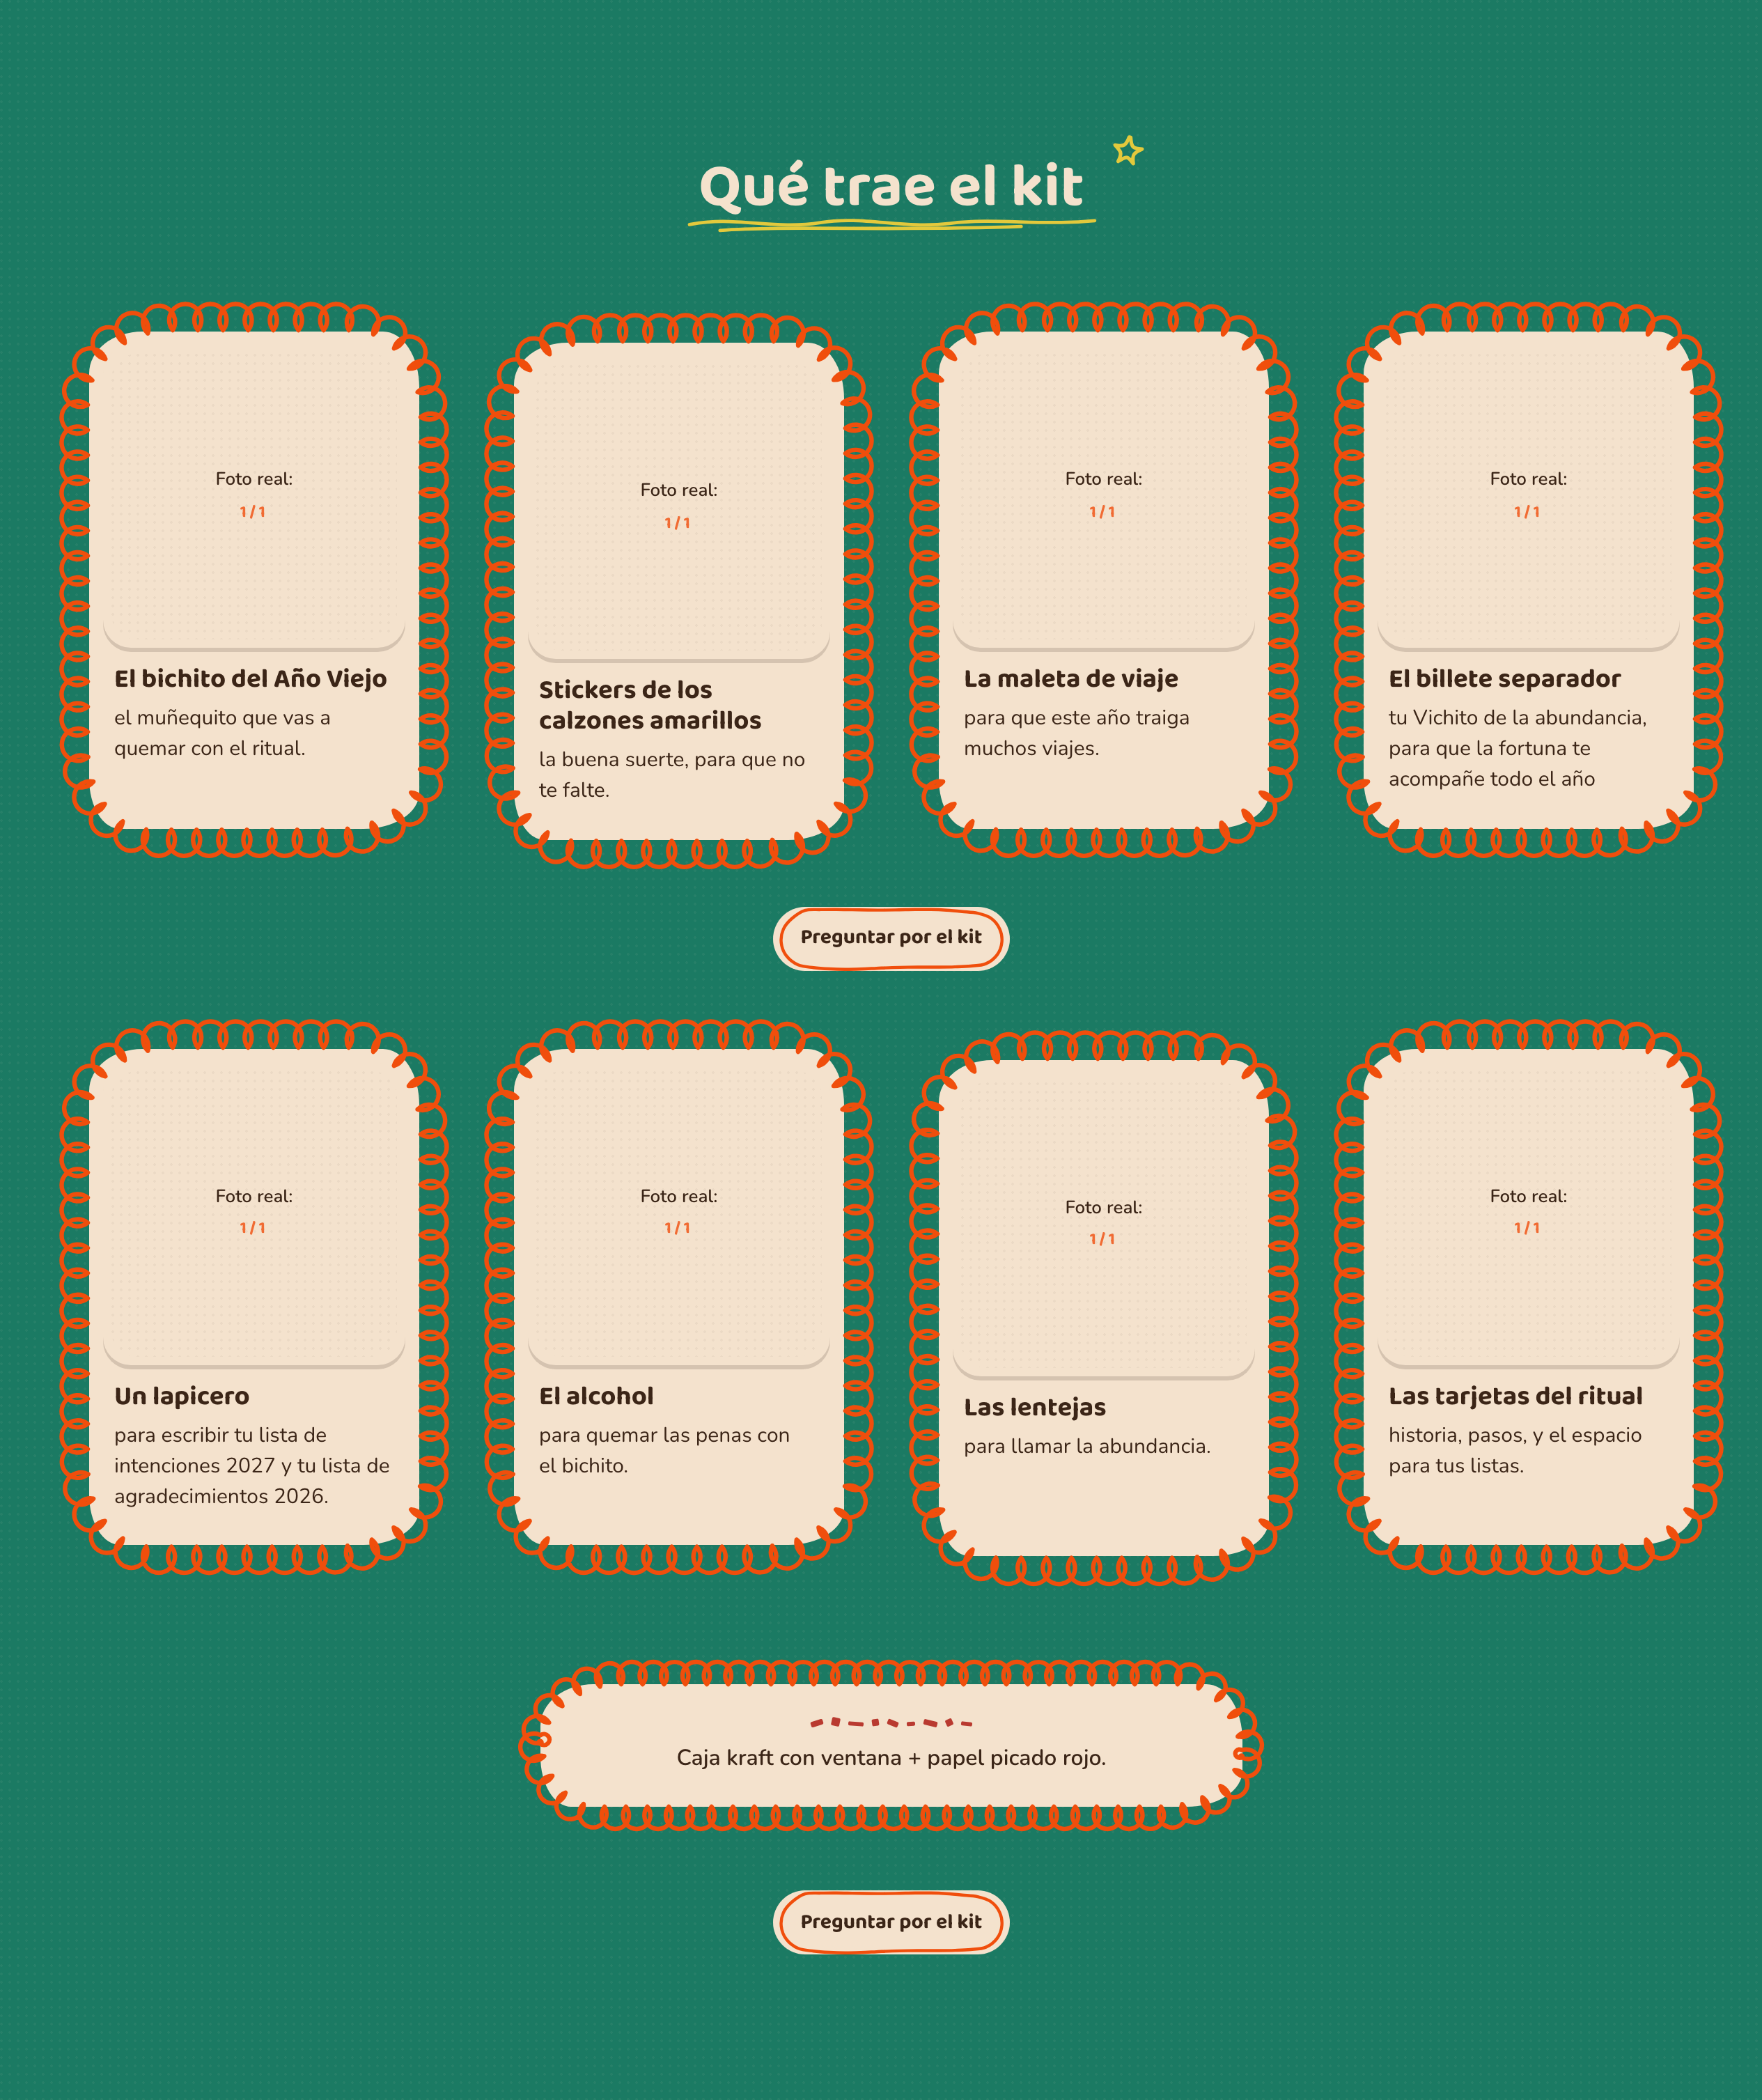 Qué trae el kit
Foto real:
1/1
El bichito del Año Viejo
el muñequito que vas a
quemar con el ritual.
Foto real:
1/1
Stickers de los
calzones amarillos
la buena suerte, para que no
te falte.
Foto real:
1/1
La maleta de viaje
para que este año traiga
muchos viajes.
Foto real:
1/1
El billete separador
tu Vichito de la abundancia,
para que la fortuna te
acompañe todo el año
Preguntar por el kit
Foto real:
1/1
Un lapicero
para escribir tu lista de
intenciones 2027 y tu lista de
agradecimientos 2026.
Foto real:
1/1
El alcohol
para quemar las penas con
el bichito.
Foto real:
1/1
Las lentejas
para llamar la abundancia.
Foto real:
1/1
Las tarjetas del ritual
historia, pasos, y el espacio
para tus listas.
Caja kraft con ventana + papel picado rojo.
Preguntar por el kit